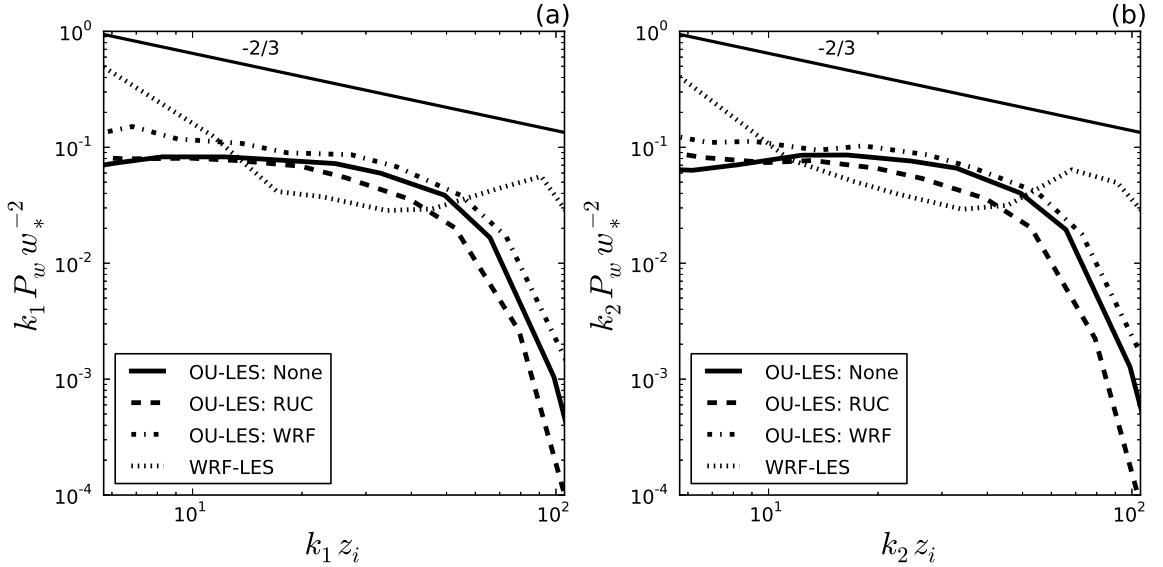 (a)
10^0
10^{-1}
10^{-2}
10^{-3}
10^{-4}
k_1 P_w w_*^{-2}
-2/3
OU-LES: None
OU-LES: RUC
OU-LES: WRF
WRF-LES
10^1
10^2
k_1 z_i
(b)
10^0
10^{-1}
10^{-2}
10^{-3}
10^{-4}
k_2 P_w w_*^{-2}
-2/3
OU-LES: None
OU-LES: RUC
OU-LES: WRF
WRF-LES
10^1
10^2
k_2 z_i